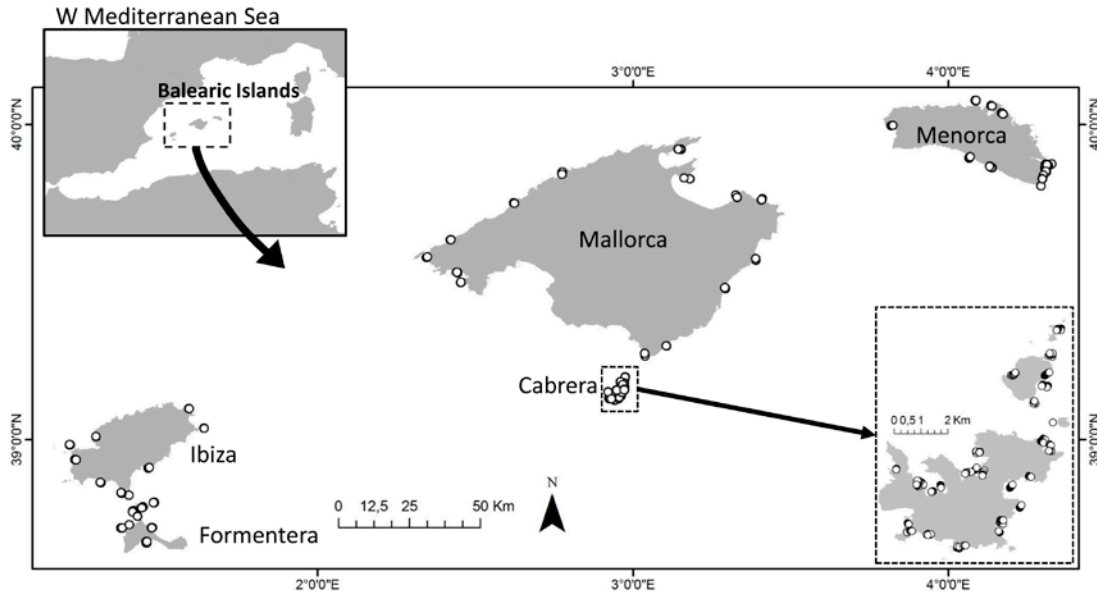 W Mediterranean Sea
Balearic Islands
3°0'0"E
4°0'0"E
40°0'0"N
40°0'0"N
Menorca
Mallorca
Cabrera
0 0,5 1 2 Km
39°0'0"N
39°0'0"N
Ibiza
N
0 12,5 25 50 Km
Formentera
2°0'0"E
3°0'0"E
4°0'0"E